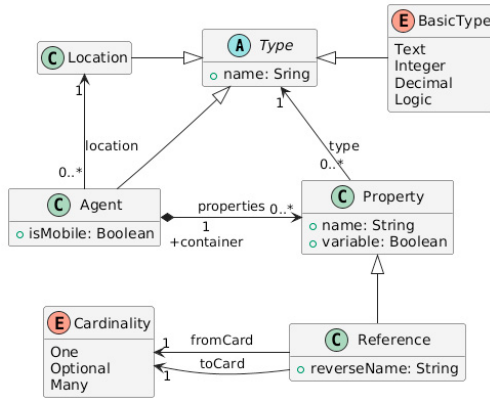 C Location
A Type
+ name: Sring
E BasicType
Text
Integer
Decimal
Logic
1
1
location
type
0..*
0..*
C Agent
isMobile: Boolean
properties
0..*
1
+container
C Property
name: String
variable: Boolean
E Cardinality
One
Optional
Many
1
fromCard
toCard
1
C Reference
reverseName: String